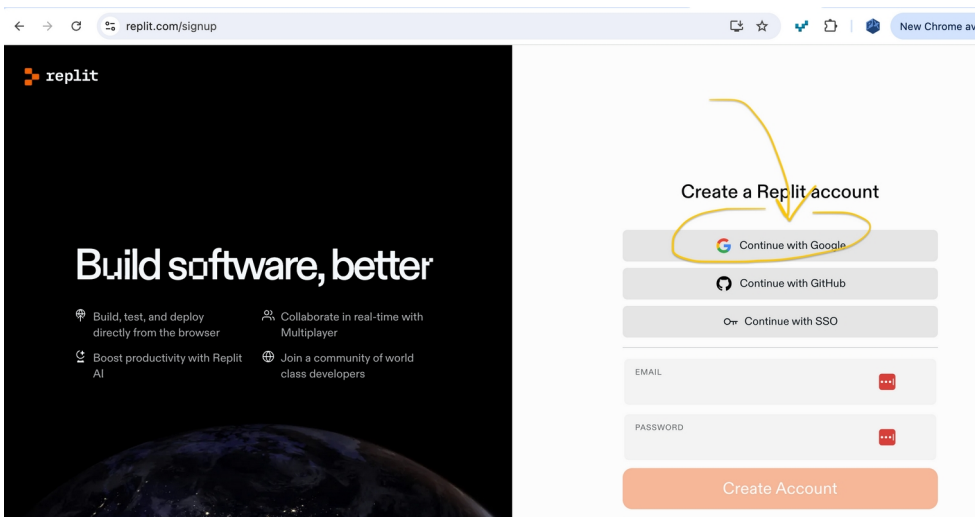 replit.com/signup
New Chrome av
replit
Build software, better
Build, test, and deploy
directly from the browser
Collaborate in real-time with
Multiplayer
Boost productivity with Replit
AI
Join a community of world
class developers
Create a Replit account
Continue with Google
Continue with GitHub
Continue with SSO
EMAIL
PASSWORD
Create Account